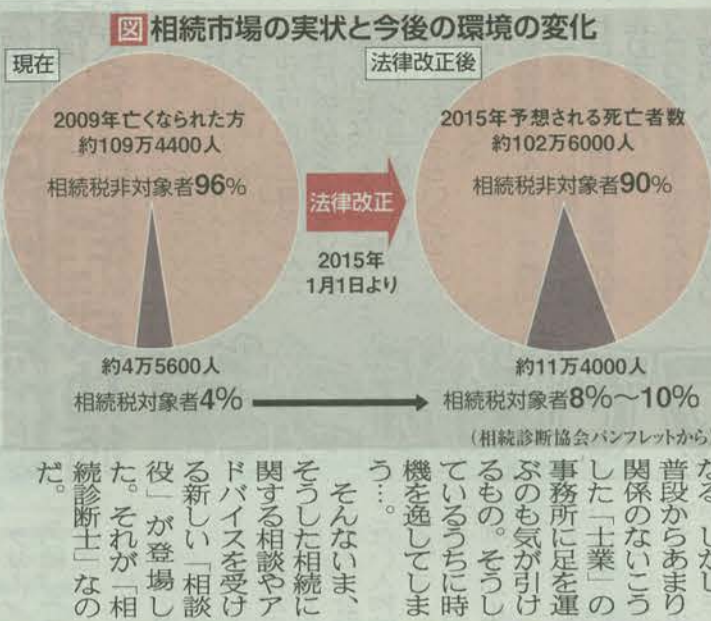 図 相続市場の実状と今後の環境の変化
現在
2009年亡くなられた方
約109万4400人
相続税非対象者96%
約4万5600人
相続税対象者4%
法律改正
2015年
1月1日より
法律改正後
2015年予想される死亡者数
約102万6000人
相続税非対象者90%
約11万4000人
相続税対象者8%～10%
(相続診断協会パンフレットから)
なる。しかし、
普段からあまり
関係のないこう
した「士業」の
事務所に足を運
ぶのも気が引け
るもの。そうし
ているうちに時
機を逸してしま
う…。
そんないま、
そうした相続に
関する相談やア
ドバイスを受け
る新しい「相談
役」が登場し
た。それが「相
続診断士」なの
だ。